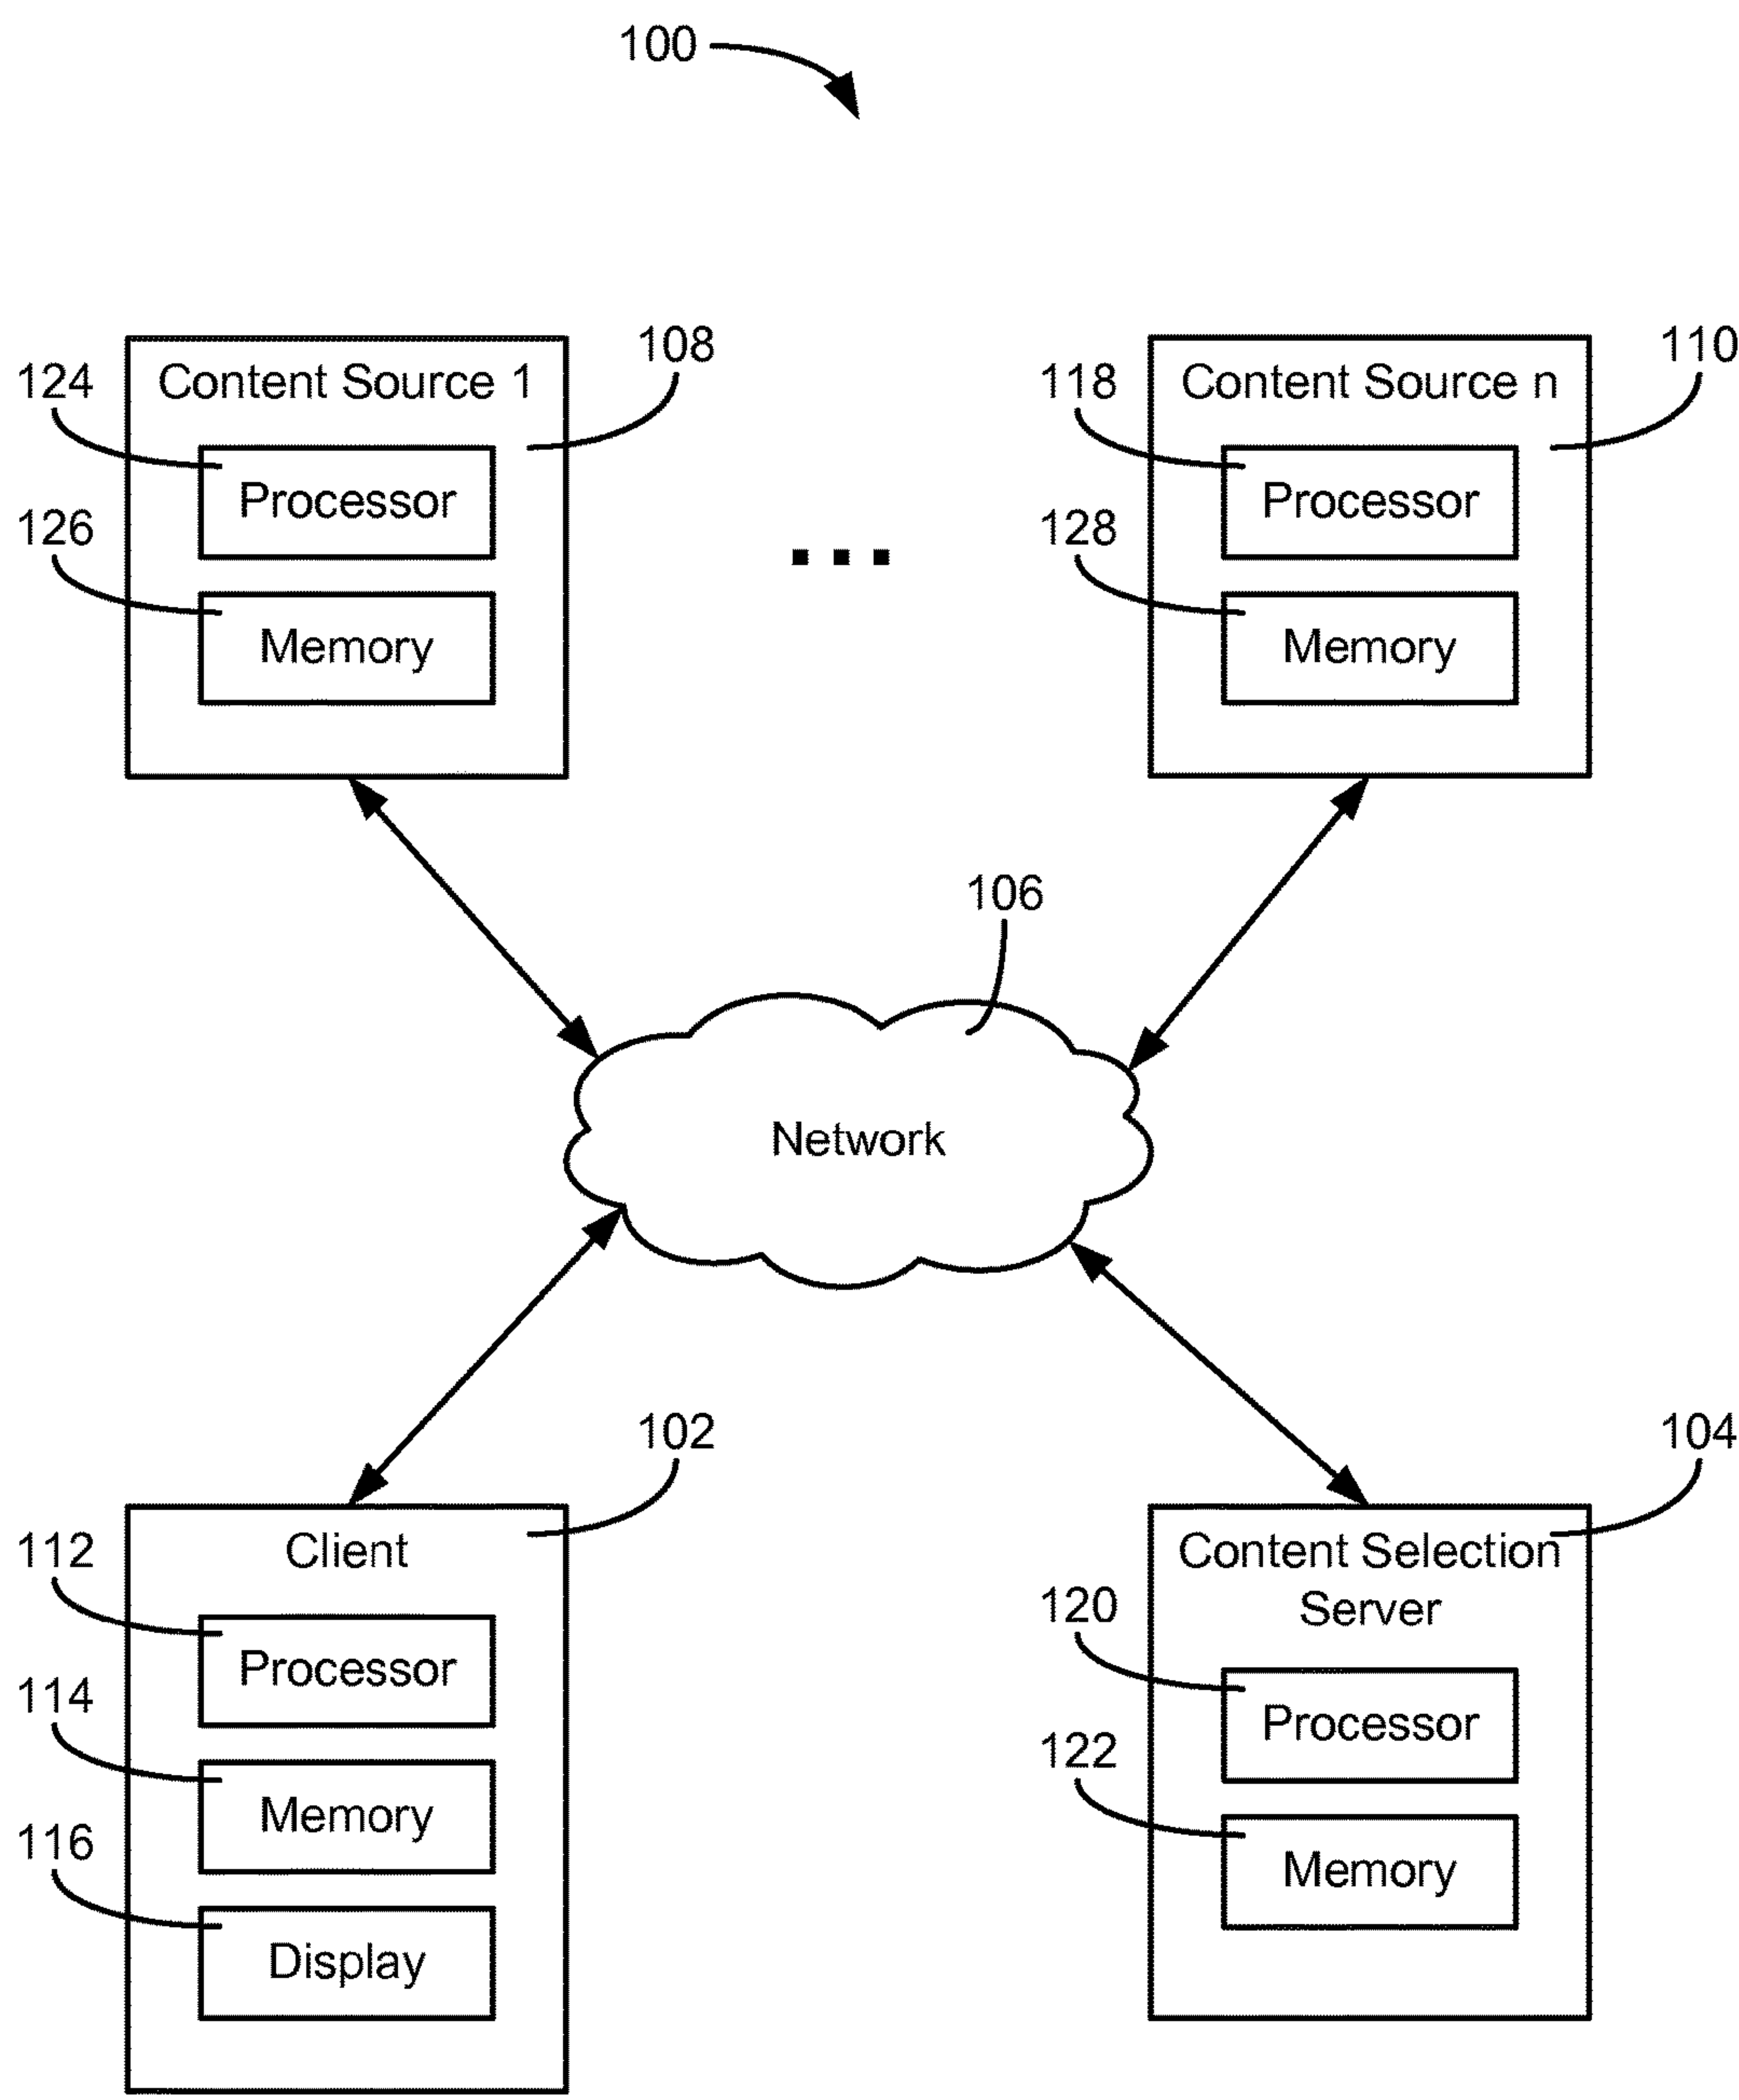 100
108
110
124
Content Source 1
118
Content Source n
Processor
Processor
126
128
Memory
Memory
106
Network
102
104
112
Client
Content Selection
Server
120
Processor
Processor
114
122
Memory
Memory
116
Display